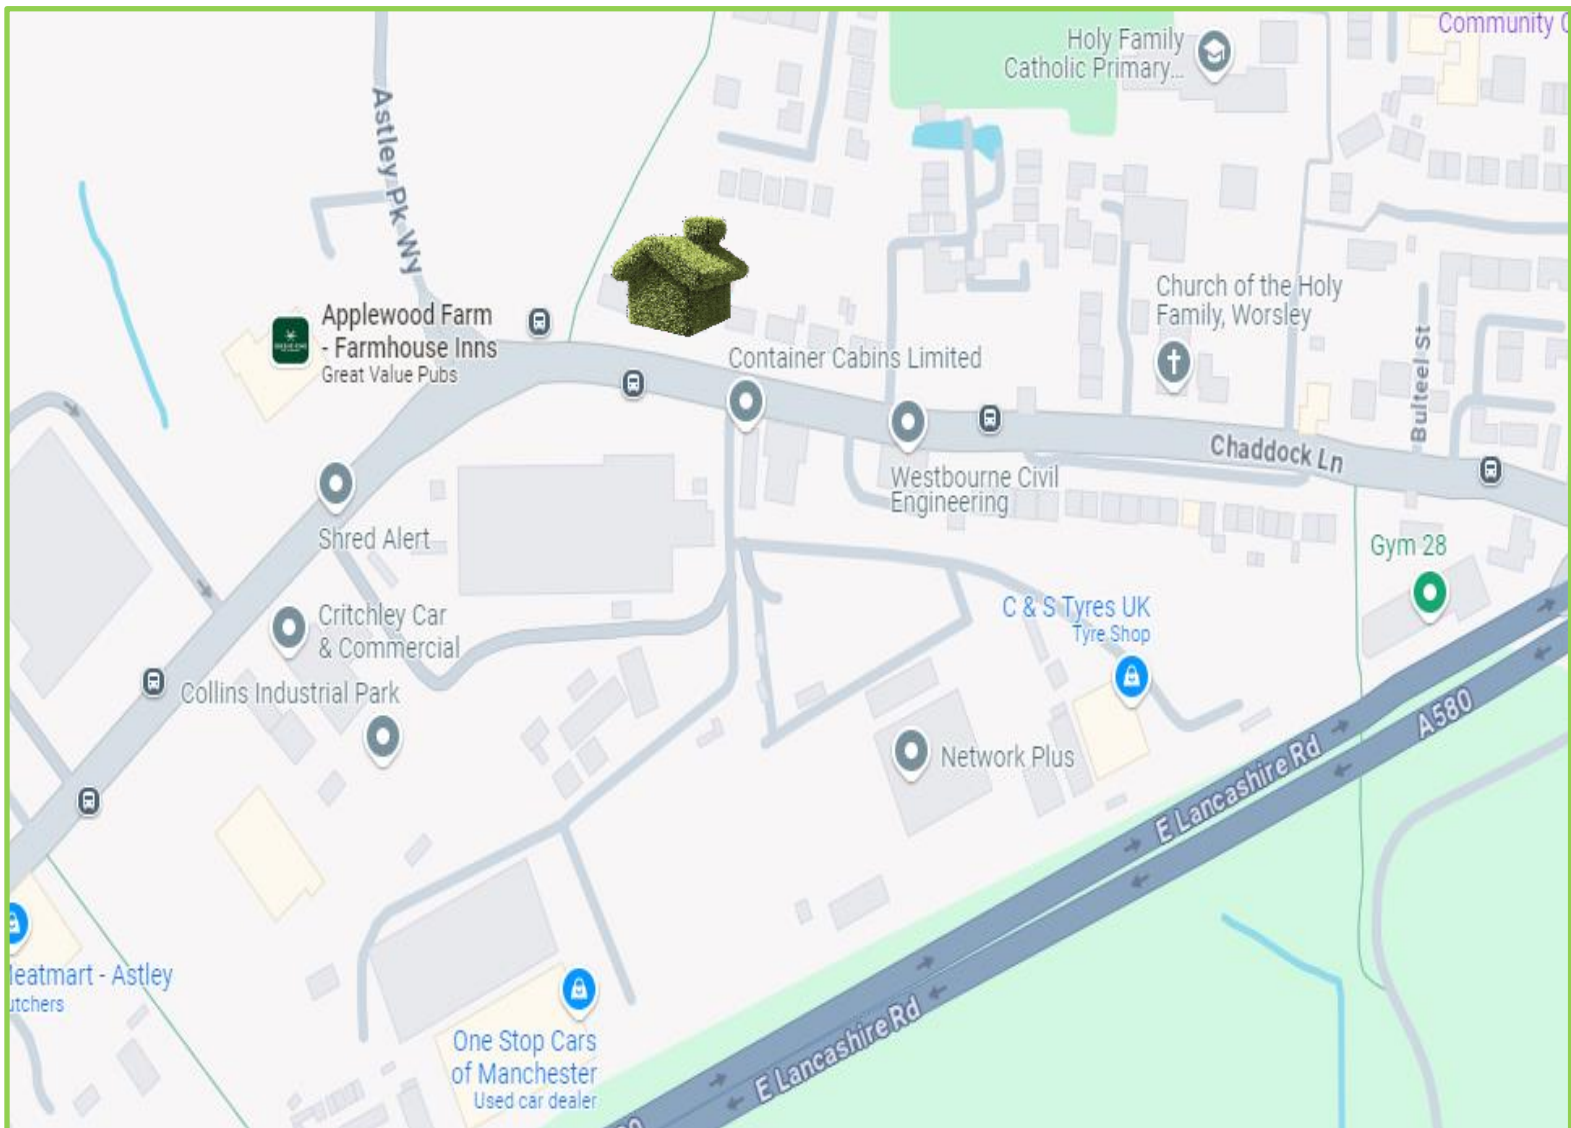 Community C
Holy Family
Catholic Primary...
Astley Pk Wy
Church of the Holy
Family, Worsley
Applewood Farm
- Farmhouse Inns
Great Value Pubs
Container Cabins Limited
Bulteel St
Chaddock Ln
Westbourne Civil
Engineering
Shred Alert
Gym 28
Critchley Car
& Commercial
C & S Tyres UK
Tyre Shop
Collins Industrial Park
Network Plus
A580
E Lancashire Rd
leatmart - Astley
utchers
One Stop Cars
of Manchester
Used car dealer
E Lancashire Rd